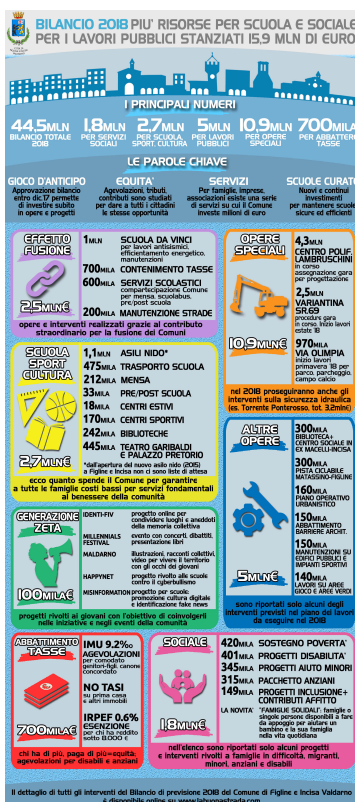 BILANCIO 2018 PIU' RISORSE PER SCUOLA E SOCIALE
PER I LAVORI PUBBLICI STANZIATI 15,9 MLN DI EURO
I PRINCIPALI NUMERI
44,5MLN
BILANCIO TOTALE
2018
1,8MLN
PER SERVIZI
SOCIALI
2,7MLN
PER SCUOLA,
SPORT, CULTURA
5MLN
PER LAVORI
PUBBLICI
10,9MLN
PER OPERE
SPECIALI
700MILA
PER ABBATTERE
TASSE
LE PAROLE CHIAVE
GIOCO D'ANTICIPO
Approvazione bilancio
entro dic.17 permette
di investire subito
in opere e progetti
EQUITA'
Agevolazioni, tributi,
contributi sono studiati
per dare a tutti i cittadini
le stesse opportunità
SERVIZI
Per famiglie, imprese,
associazioni esiste una serie
di servizi su cui il Comune
investe milioni di euro
SCUOLE CURATE
Nuovi e continui
investimenti
per mantenere scuole
sicure ed efficienti
EFFETTO
FUSIONE
2,5MLN€
1MLN SCUOLA DA VINCI
per lavori antisismici,
efficientamento energetico,
manutenzioni
700MILA CONTENIMENTO TASSE
600MILA SERVIZI SCOLASTICI
compartecipazione Comune
per mensa, scuolabus,
pre/post scuola
200MILA MANUTENZIONE STRADE
opere e interventi realizzati grazie al contributo
straordinario per la fusione dei Comuni
OPERE
SPECIALI
10,9MLN€
4,3MLN
CENTRO POLIF.
LAMBRUSCHINI
in corso
assegnazione gara
per progettazione
2,5MLN
VARIANTINA
SR.69
procedure gara
in corso. Inizio lavori
estate 18
970MILA
VIA OLIMPIA
inizio lavori
primavera 18 per
parco, parcheggio,
campo calcio
nel 2018 proseguiranno anche gli
interventi sulla sicurezza idraulica
(es. Torrente Ponterosso, tot. 3,2mln€)
SCUOLA
SPORT
CULTURA
2,7MLN€
1,1MLN ASILI NIDO*
475MILA TRASPORTO SCUOLA
212MILA MENSA
33MILA PRE/POST SCUOLA
18MILA CENTRI ESTIVI
170MILA CENTRI SPORTIVI
242MILA BIBLIOTECHE
445MILA TEATRO GARIBALDI
E PALAZZO PRETORIO
*dall'apertura del nuovo asilo nido (2015)
a Figline e Incisa non ci sono liste di attesa
ecco quanto spende il Comune per garantire
a tutte le famiglie costi bassi per servizi fondamentali
al benessere della comunità
ALTRE
OPERE
5MLN€
300MILA
BIBLIOTECA+
CENTRO SOCIALE IN
EX MACELLI-INCISA
300MILA
PISTA CICLABILE
MATASSINO-FIGLINE
160MILA
PIANO OPERATIVO
URBANISTICO
150MILA
ABBATTIMENTO
BARRIERE ARCHIT.
150MILA
MANUTENZIONI SU
EDIFICI PUBBLICI E
IMPIANTI SPORTIVI
140MILA
LAVORI SU AREE
GIOCO E AREE VERDI
sono riportati solo alcuni degli
interventi previsti nel piano dei lavori
da eseguire nel 2018
GENERAZIONE
ZETA
100MILA€
IDENTI-FIV progetto online per
condividere luoghi e aneddoti
della memoria collettiva
MILLENNIALS FESTIVAL eventi con concorsi, dibattiti,
presentazione libri
MALDARNO illustrazioni, racconti collettivi,
video per vivere il territorio
con gli occhi dei giovani
HAPPYNET progetto rivolto alle scuole
contro il cyberbullismo
MISINFORMATION progetto per scuole:
promozione cultura digitale
e identificazione fake news
progetti rivolti ai giovani con l'obiettivo di coinvolgerli
nelle iniziative e negli eventi della comunità
ABBATTIMENTO
TASSE
700MILA€
IMU 9.2‰
AGEVOLAZIONI
per comodato
genitori-figli, canone
concordato
NO TASI
su prima casa
e altri immobili
IRPEF 0.6%
ESENZIONE
per chi ha reddito
sotto 8.000 €
chi ha di più, paga di più=equità;
agevolazioni per disabili e anziani
SOCIALE
1,8MLN€
420MILA SOSTEGNO POVERTA'
401MILA PROGETTI DISABILITA'
345MILA PROGETTI AIUTO MINORI
315MILA PACCHETTO ANZIANI
149MILA PROGETTI INCLUSIONE+
CONTRIBUTI AFFITTO
LA NOVITA' "FAMIGLIE SOLIDALI": famiglie o
singole persone disponibili a fare
da appoggio per aiutare un
bambino e la sua famiglia
nella vita quotidiana
nell'elenco sono riportati solo alcuni progetti
e interventi rivolti a famiglie in difficoltà, migranti,
minori, anziani e disabili
Il dettaglio di tutti gli interventi del Bilancio di previsione 2018 del Comune di Figline e Incisa Valdarno
è disponibile online su www.labuonastrada.com